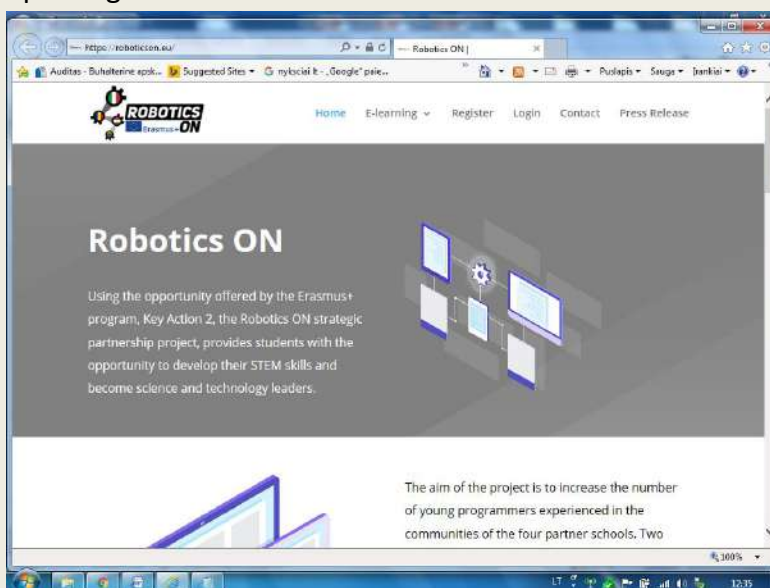 https://roboticson.eu/
Robotics ON |
Auditas - Buhalterinė apsk...
Suggested Sites
Puslapis
Sauga
Įrankiai
ROBOTICS
Erasmus+ ON
Home
E-learning
Register
Login
Contact
Press Release
Robotics ON
Using the opportunity offered by the Erasmus+
program, Key Action 2, the Robotics ON strategic
partnership project, provides students with the
opportunity to develop their STEM skills and
become science and technology leaders.
The aim of the project is to increase the number
of young programmers experienced in the
communities of the four partner schools. Two
100%
LT
12:35